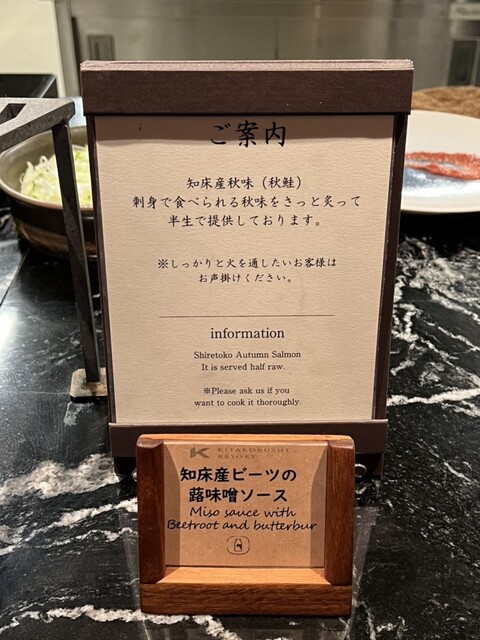 ご案内
知床産秋味（秋鮭）
刺身で食べられる秋味をさっと炙って
半生で提供しております。
※しっかりと火を通したいお客様は
お声掛けください。
information
Shiretoko Autumn Salmon
It is served half raw.
※Please ask us if you
want to cook it thoroughly.
K KITAKOBUSHI
RESORT
知床産ビーツの
蕗味噌ソース
Miso sauce with
Beetroot and butterbur